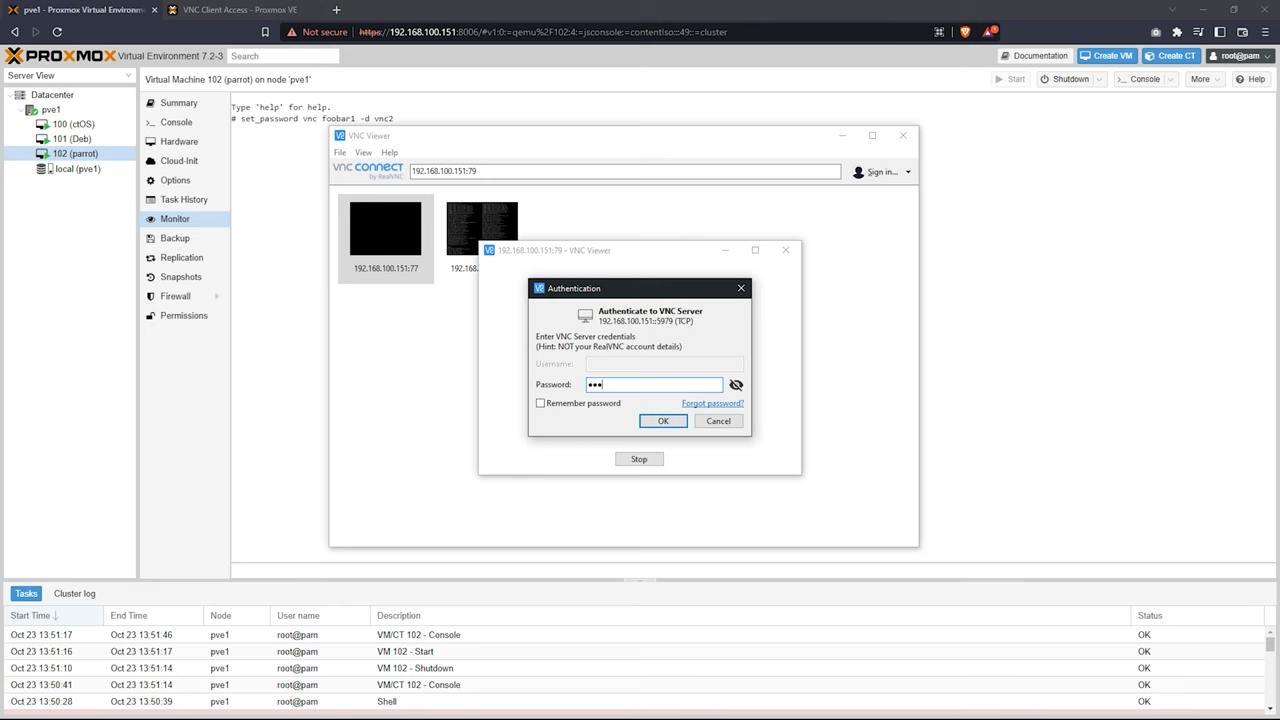 pve1 - Proxmox Virtual Environm
VNC Client Access - Proxmox VE
Not secure
https://192.168.100.151:8006/#v1:0:=qemu%2F102:4:=jsconsole:=contentIso::49::=cluster
PROXMOX Virtual Environment 7.2-3
Search
Documentation
Create VM
Create CT
root@pam
Server View
Datacenter
pve1
100 (ctOS)
101 (Deb)
102 (parrot)
local (pve1)
Virtual Machine 102 (parrot) on node 'pve1'
Start
Shutdown
Console
More
Help
Summary
Console
Hardware
Cloud-Init
Options
Task History
Monitor
Backup
Replication
Snapshots
Firewall
Permissions
Type 'help' for help.
# set_password vnc foobar1 -d vnc2
VNC Viewer
File View Help
VNC CONNECT
by RealVNC
192.168.100.151:79
Sign in...
192.168.100.151:77
192.168.
192.168.100.151:79 - VNC Viewer
Authentication
Authenticate to VNC Server
192.168.100.151::5979 (TCP)
Enter VNC Server credentials
(Hint: NOT your RealVNC account details)
Username:
Password: •••
Remember password
Forgot password?
OK
Cancel
Stop
Tasks
Cluster log
Start Time End Time Node User name Description Status
Oct 23 13:51:17 Oct 23 13:51:46 pve1 root@pam VM/CT 102 - Console OK
Oct 23 13:51:16 Oct 23 13:51:17 pve1 root@pam VM 102 - Start OK
Oct 23 13:51:10 Oct 23 13:51:14 pve1 root@pam VM 102 - Shutdown OK
Oct 23 13:50:41 Oct 23 13:51:14 pve1 root@pam VM/CT 102 - Console OK
Oct 23 13:50:28 Oct 23 13:50:39 pve1 root@pam Shell OK